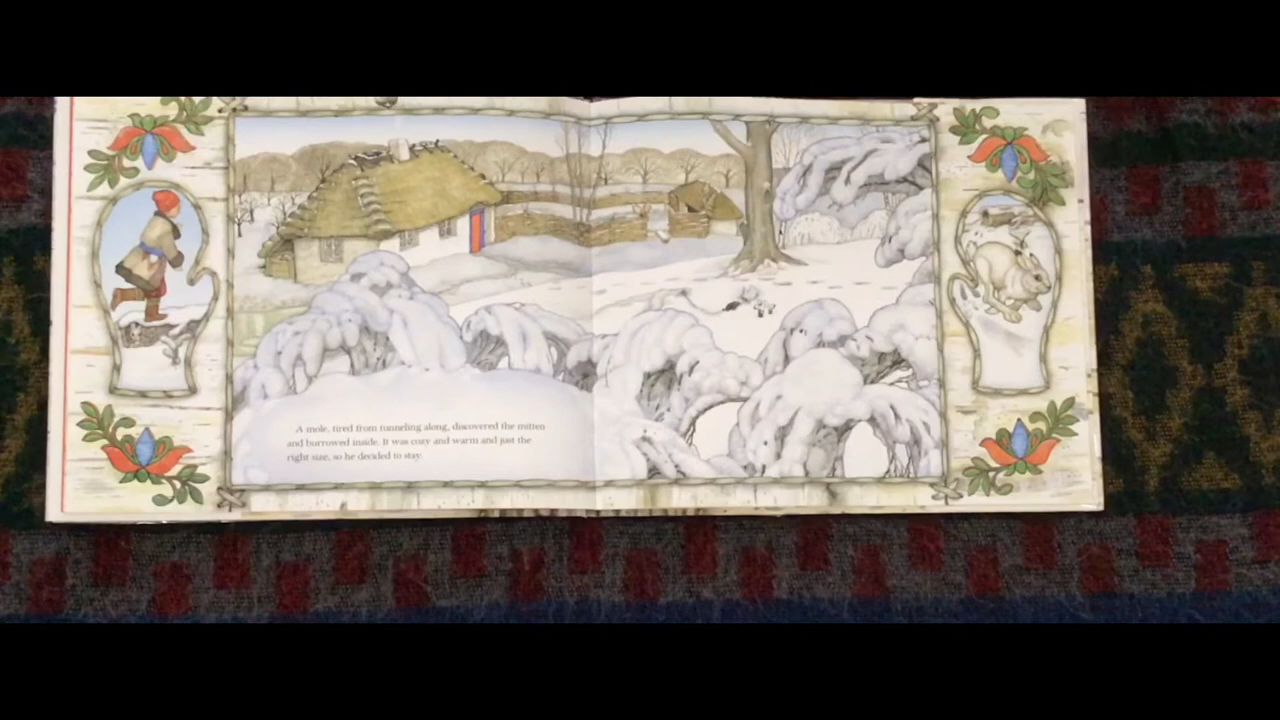 A mole, tired from tunneling along, discovered the mitten
and burrowed inside. It was cozy and warm and just the
right size, so he decided to stay.